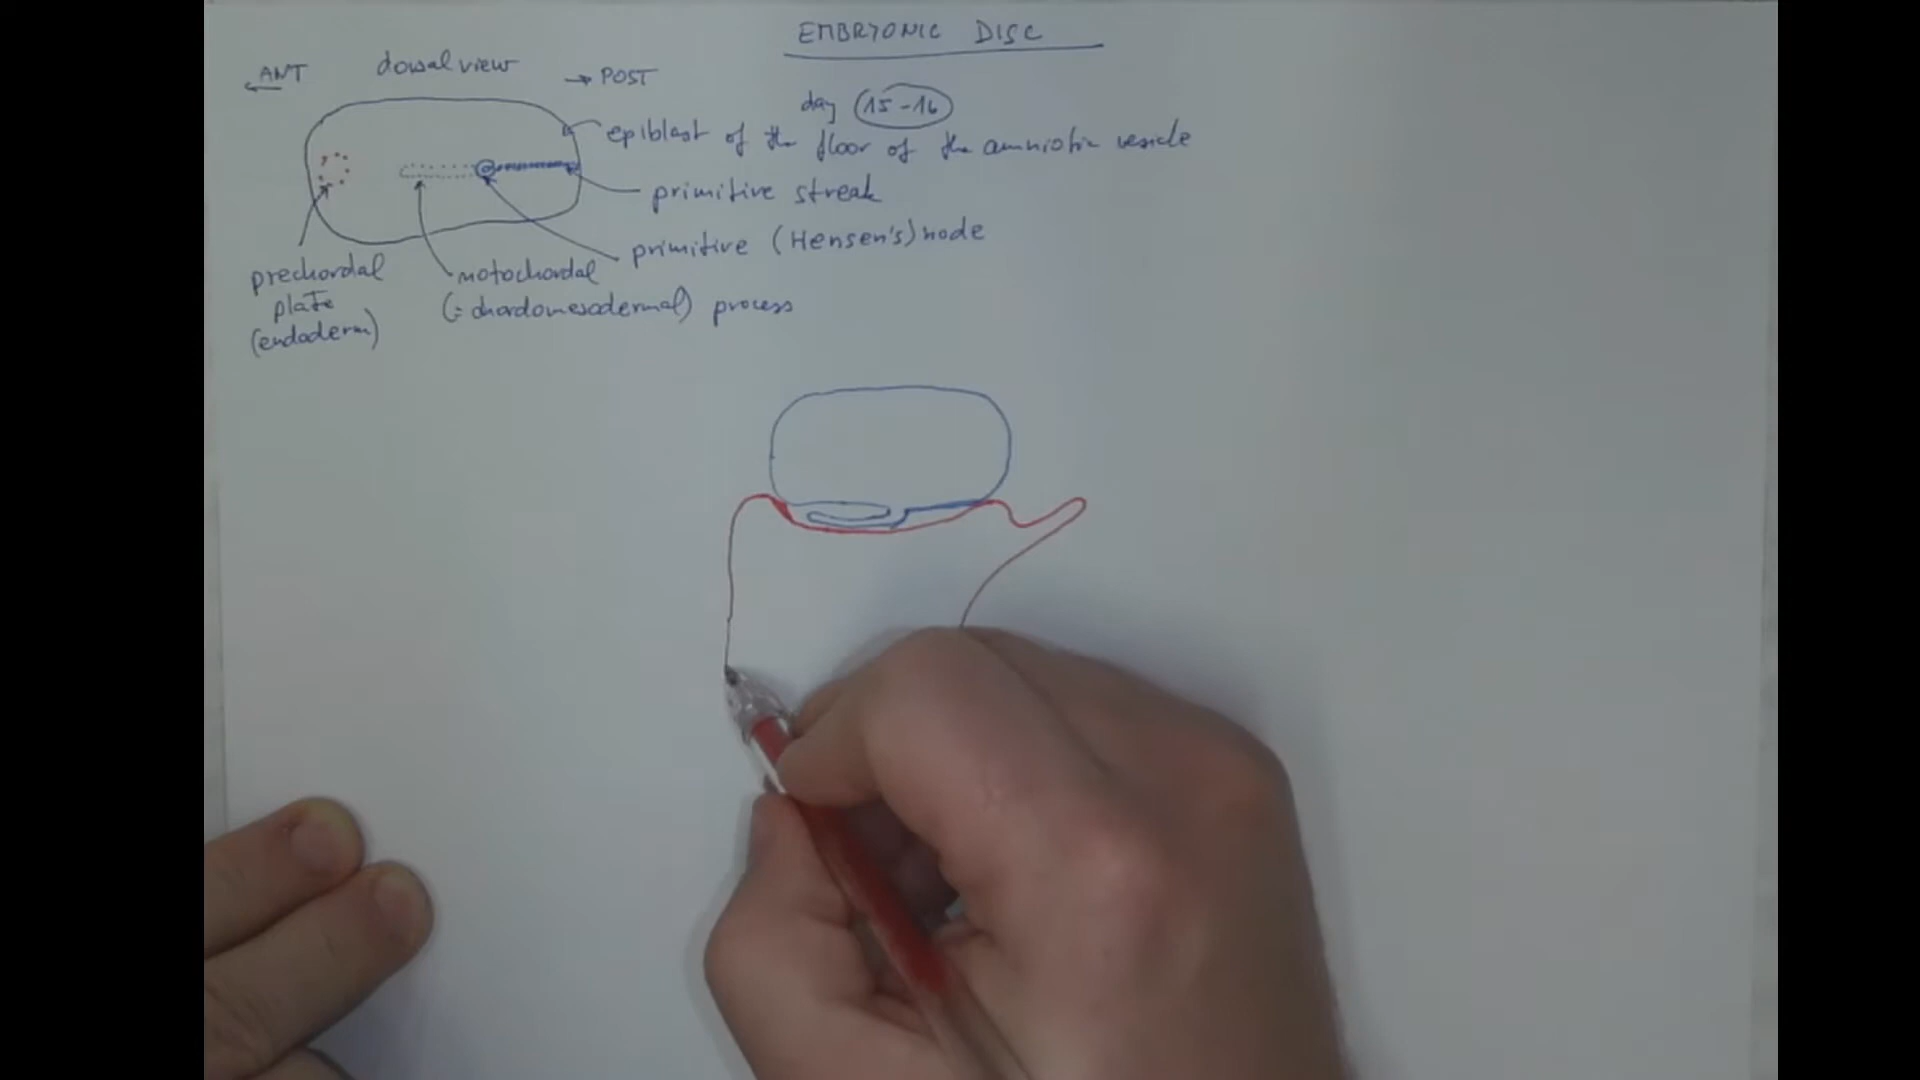 EMBRYONIC DISC
← ANT dorsal view → POST
day 15-16
epiblast of the floor of the amniotic vesicle
primitive streak
primitive (Hensen's) node
prechordal
plate
(endoderm)
notochordal
(= chordomesodermal) process